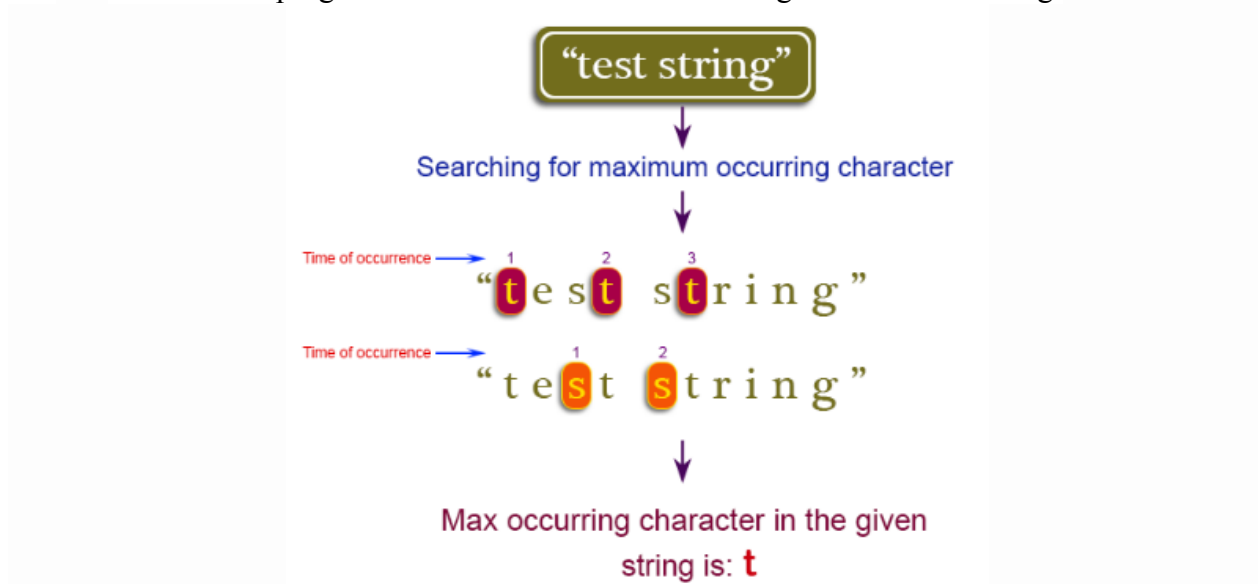 “test string”
Searching for maximum occurring character
Time of occurrence 1 2 3
“test string”
Time of occurrence 1 2
“test string”
Max occurring character in the given
string is: t